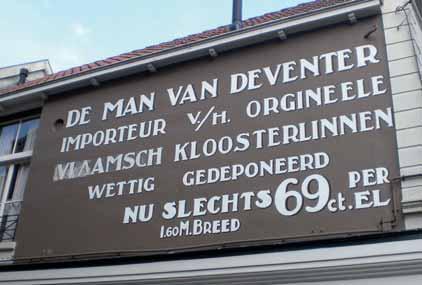 DE MAN VAN DEVENTER
IMPORTEUR V/H. ORGINEELE
VLAAMSCH KLOOSTERLINNEN
WETTIG GEDEPONEERD
NU SLECHTS 69 ct. PER EL
1.60 M. BREED